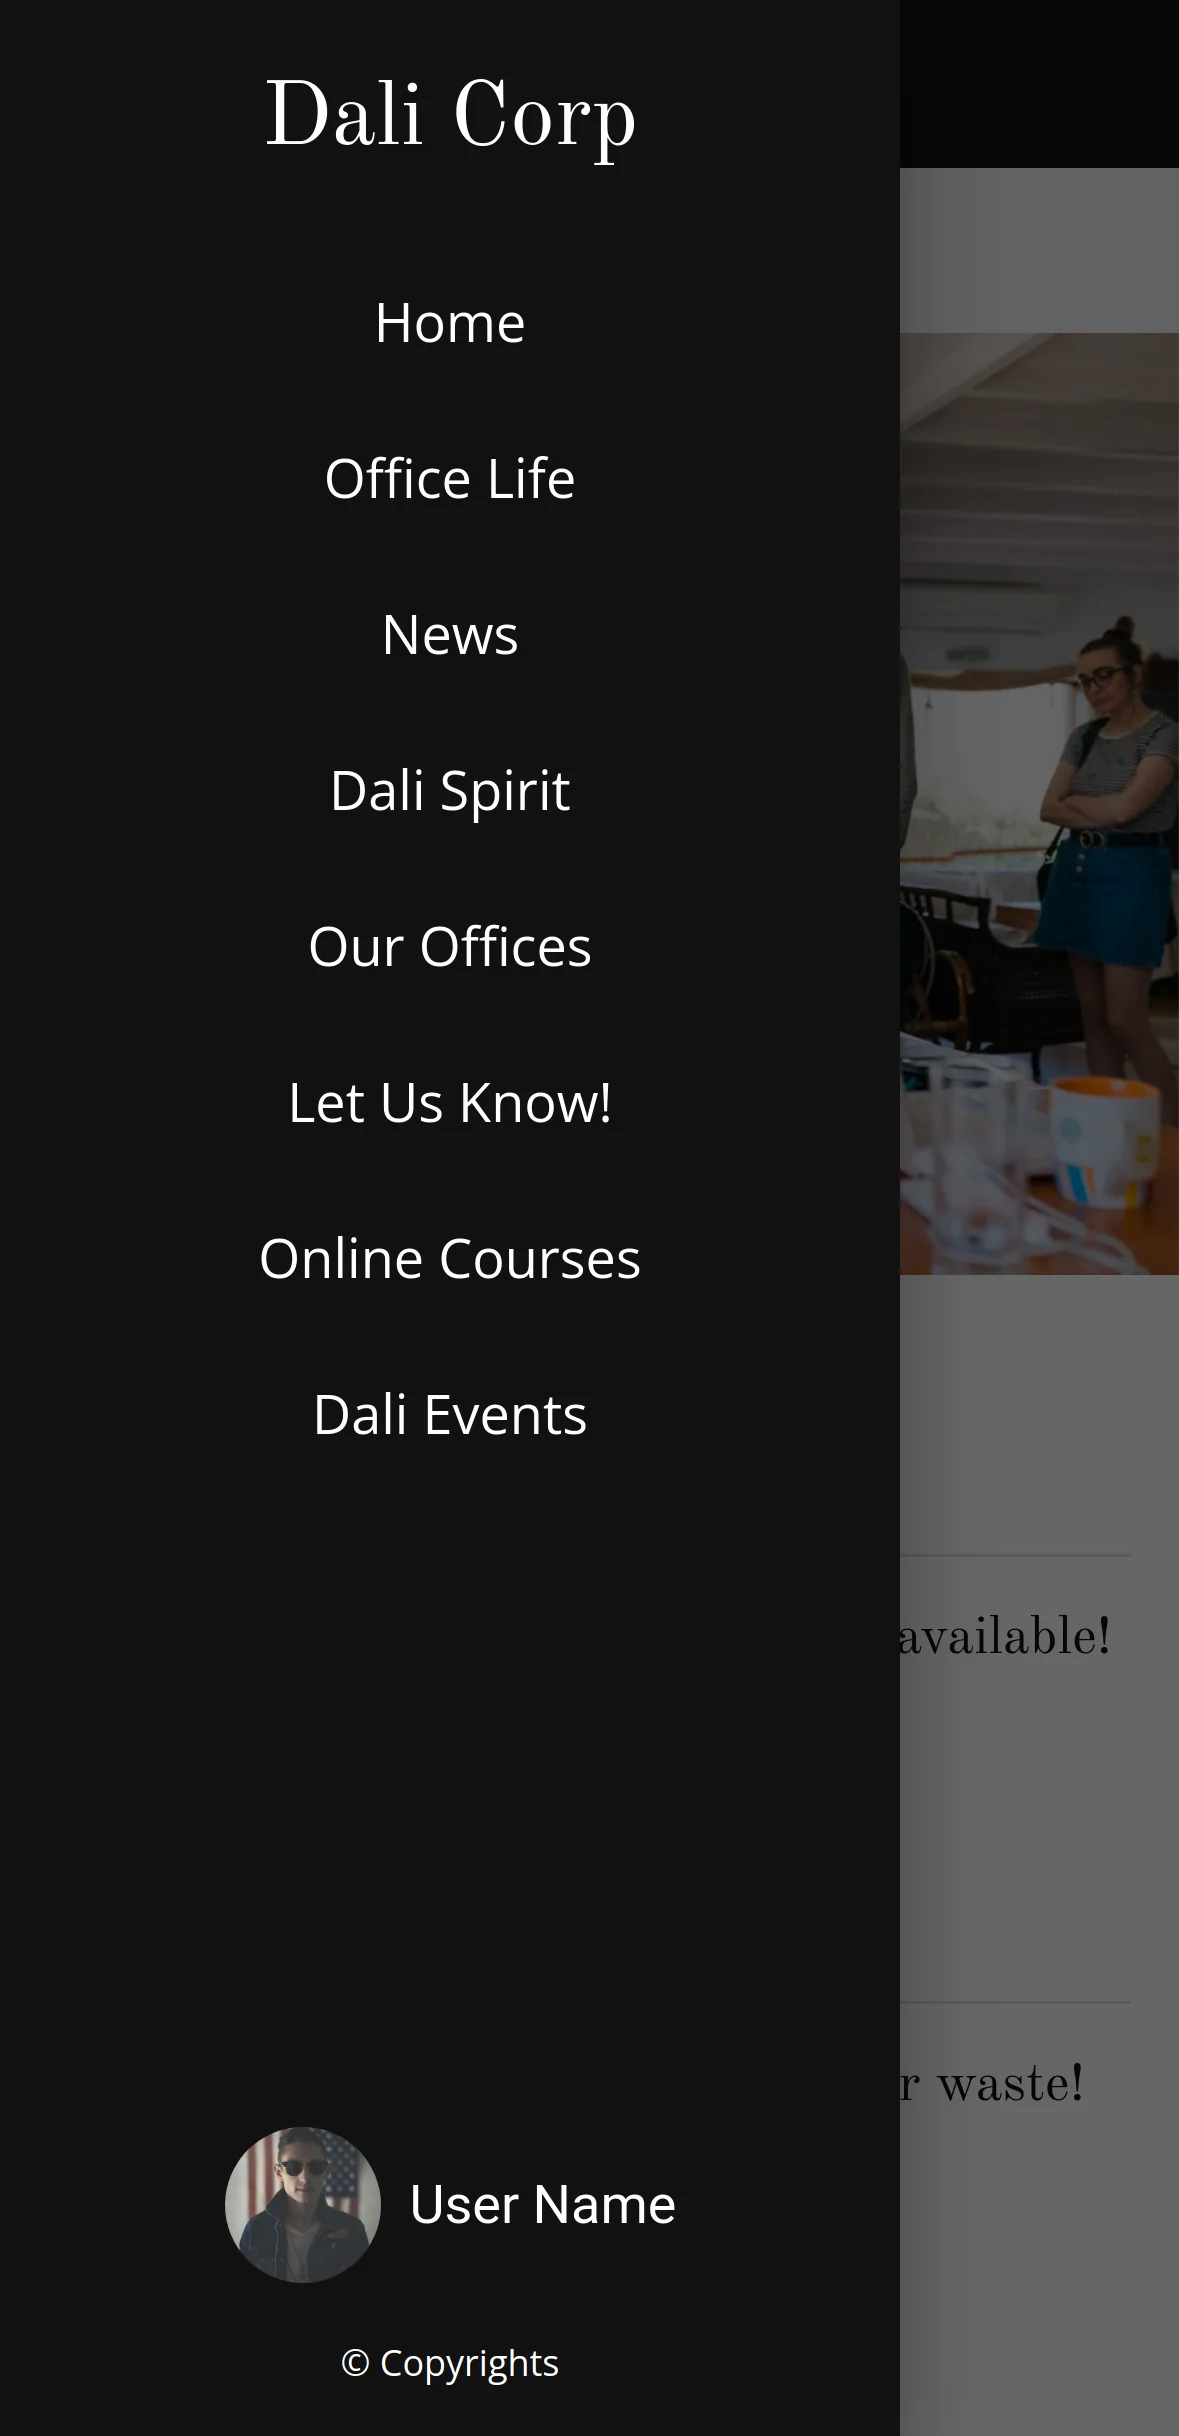 Dali Corp
Home
Office Life
News
Dali Spirit
Our Offices
Let Us Know!
Online Courses
Dali Events
available!
waste!
User Name
© Copyrights